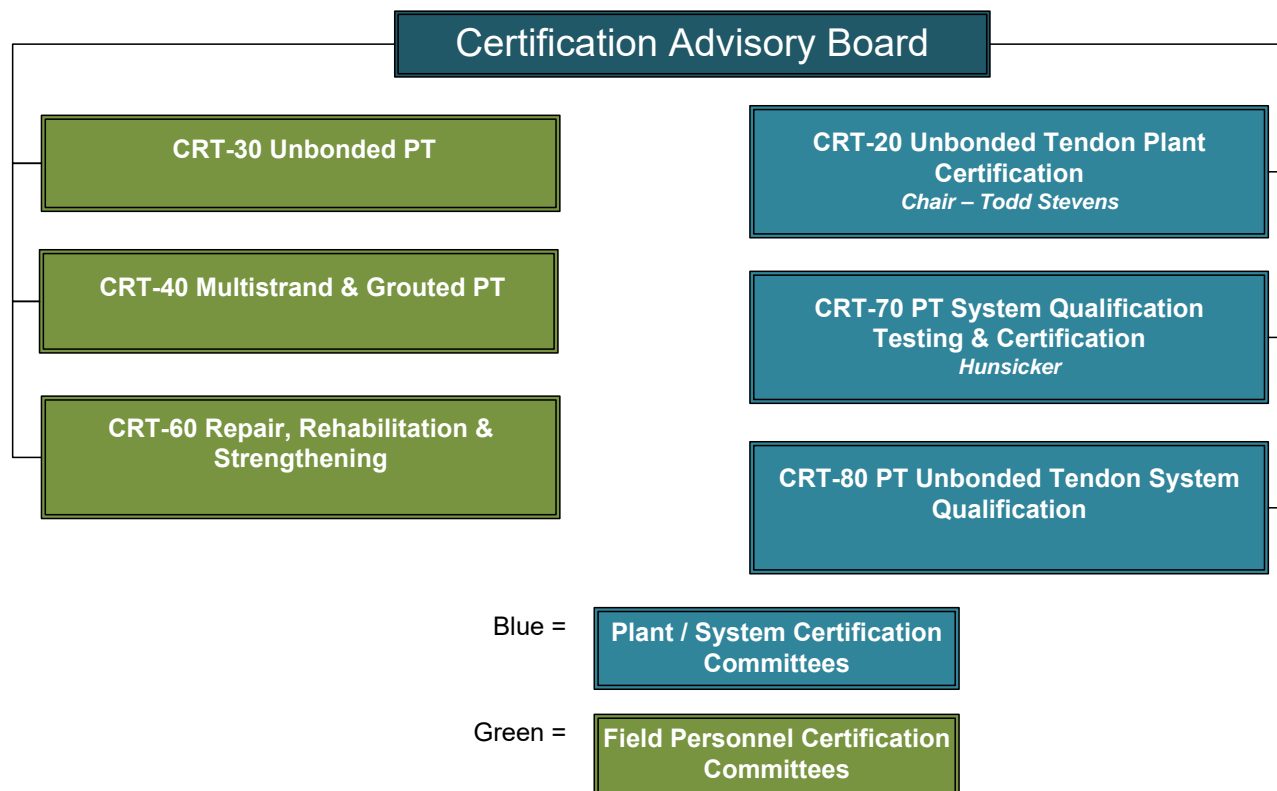 Certification Advisory Board
CRT-30 Unbonded PT
CRT-40 Multistrand & Grouted PT
CRT-60 Repair, Rehabilitation &
Strengthening
CRT-20 Unbonded Tendon Plant
Certification
Chair – Todd Stevens
CRT-70 PT System Qualification
Testing & Certification
Hunsicker
CRT-80 PT Unbonded Tendon System
Qualification
Blue =
Plant / System Certification
Committees
Green =
Field Personnel Certification
Committees